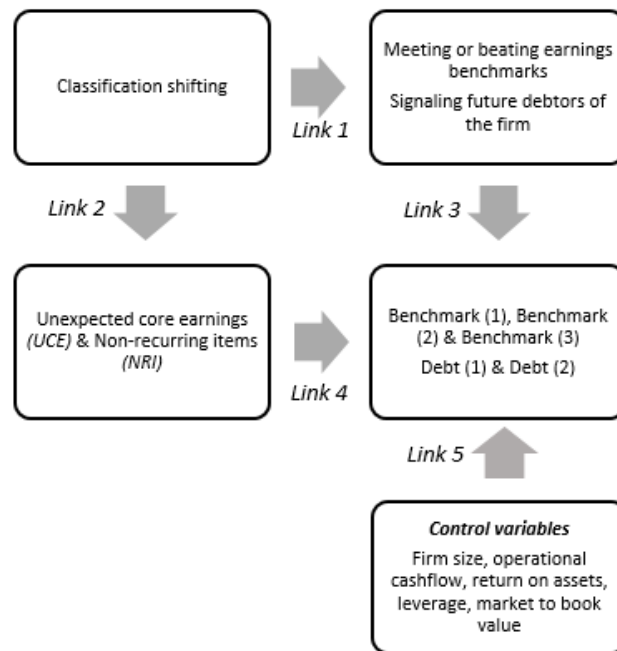 Classification shifting
Meeting or beating earnings
benchmarks
Signaling future debtors of
the firm
Link 1
Link 2
Link 3
Unexpected core earnings
(UCE) & Non-recurring items
(NRI)
Benchmark (1), Benchmark
(2) & Benchmark (3)
Debt (1) & Debt (2)
Link 4
Link 5
Control variables
Firm size, operational
cashflow, return on assets,
leverage, market to book
value